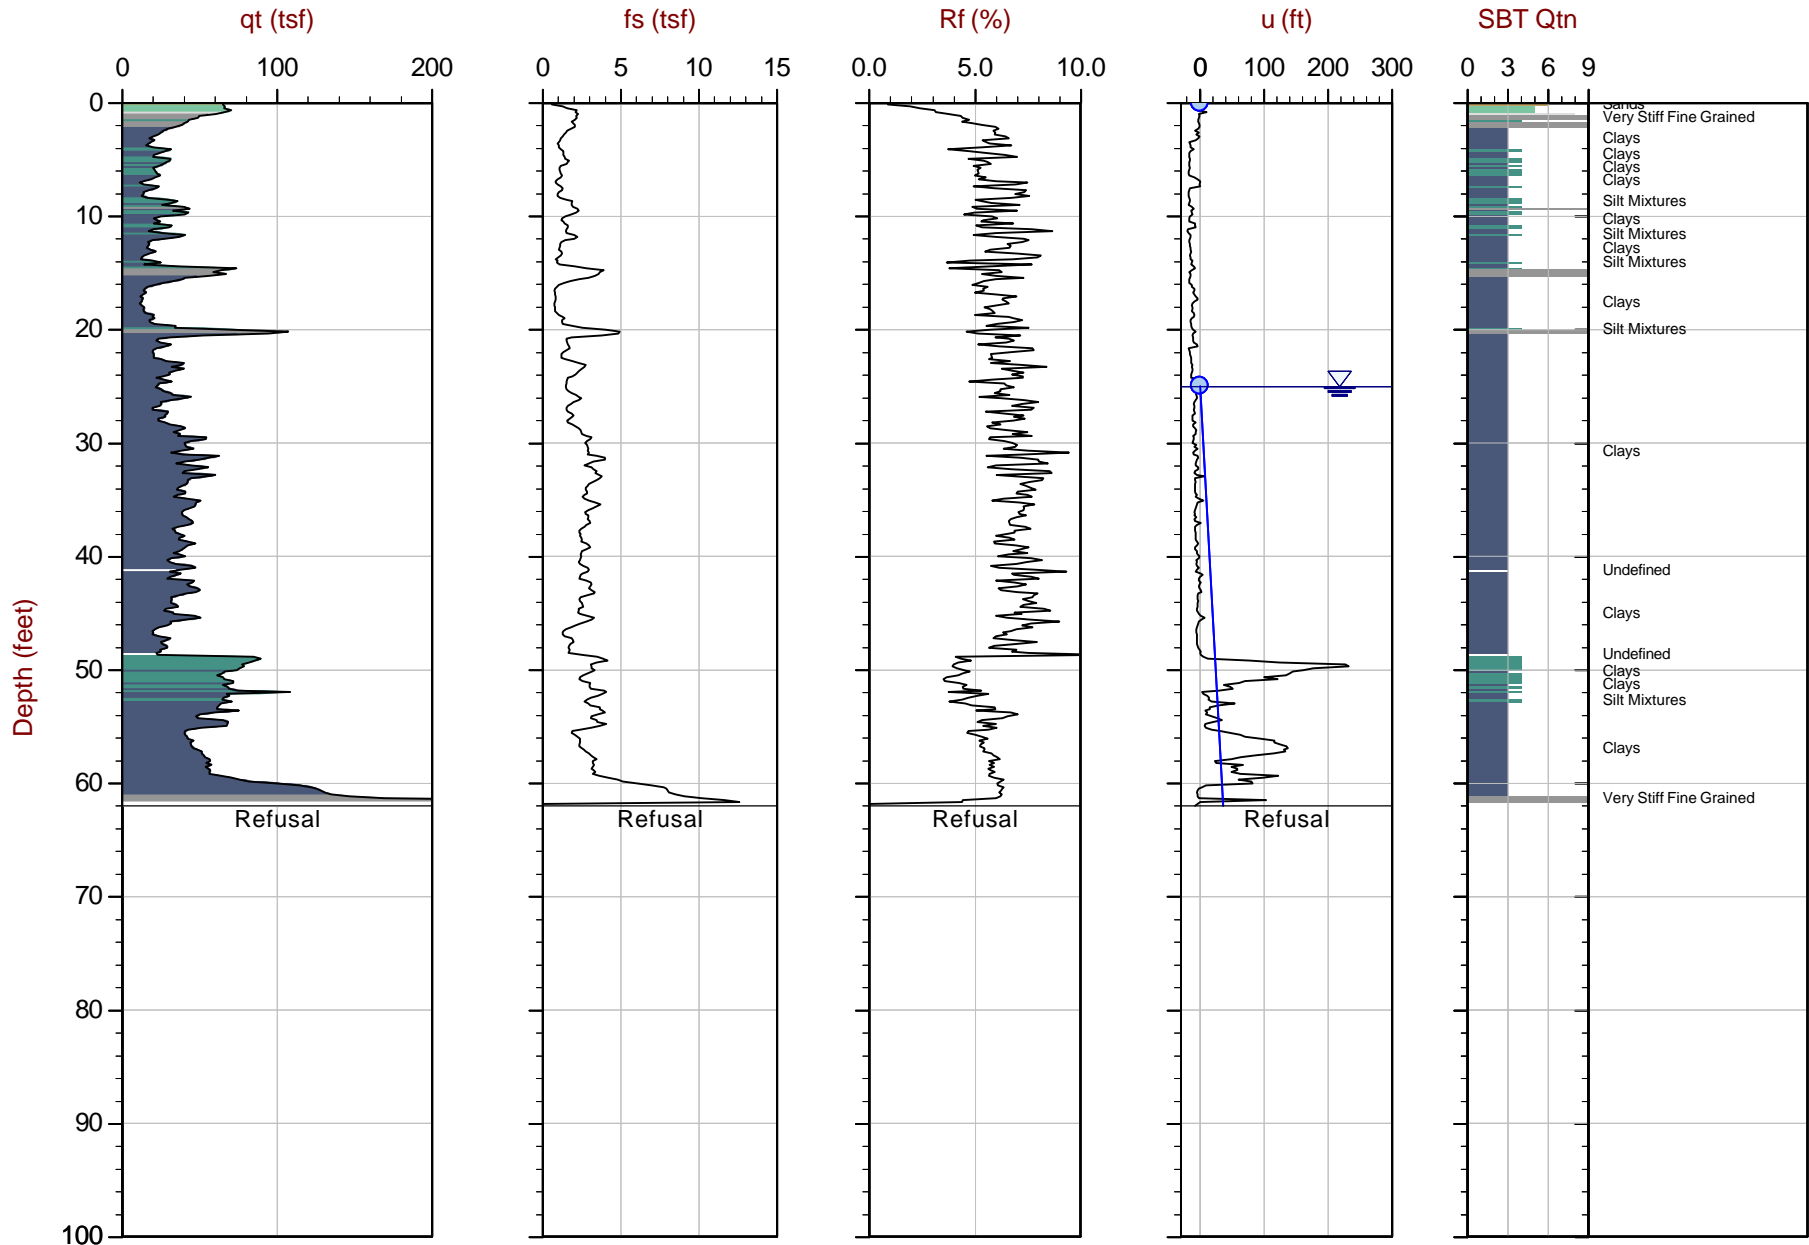 qt (tsf) fs (tsf) Rf (%) u (ft) SBT Qtn
0 100 200 0 5 10 15 0.0 5.0 10.0 0 100 200 300 0 3 6 9
0
Sands
Very Stiff Fine Grained
Clays
Clays
Clays
Clays
Silt Mixtures
10
Clays
Silt Mixtures
Clays
Silt Mixtures
Clays
20
Silt Mixtures
30
Clays
40
Undefined
Clays
Undefined
50
Clays
Clays
Silt Mixtures
Clays
60
Very Stiff Fine Grained
Refusal Refusal Refusal Refusal
70
80
90
100
Depth (feet)